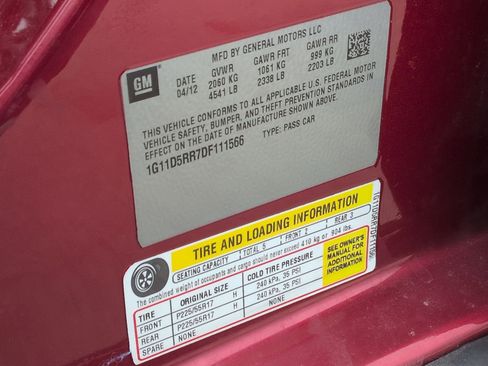 MFD BY GENERAL MOTORS LLC
GM
DATE GVWR GAWR FRT GAWR RR
04/12 2060 KG 1061 KG 999 KG
4541 LB 2338 LB 2203 LB
THIS VEHICLE CONFORMS TO ALL APPLICABLE U.S. FEDERAL MOTOR
VEHICLE SAFETY, BUMPER, AND THEFT PREVENTION STANDARDS IN
EFFECT ON THE DATE OF MANUFACTURE SHOWN ABOVE.
1G11D5RR7DF111566 TYPE: PASS CAR
TIRE AND LOADING INFORMATION
SEATING CAPACITY TOTAL 5 FRONT 2 REAR 3
The combined weight of occupants and cargo should never exceed 410 kg or 904 lbs.
TIRE ORIGINAL SIZE COLD TIRE PRESSURE
FRONT P225/55R17 H 240 kPa, 35 PSI
REAR P225/55R17 H 240 kPa, 35 PSI
SPARE NONE NONE
SEE OWNER'S
MANUAL FOR
ADDITIONAL
INFORMATION